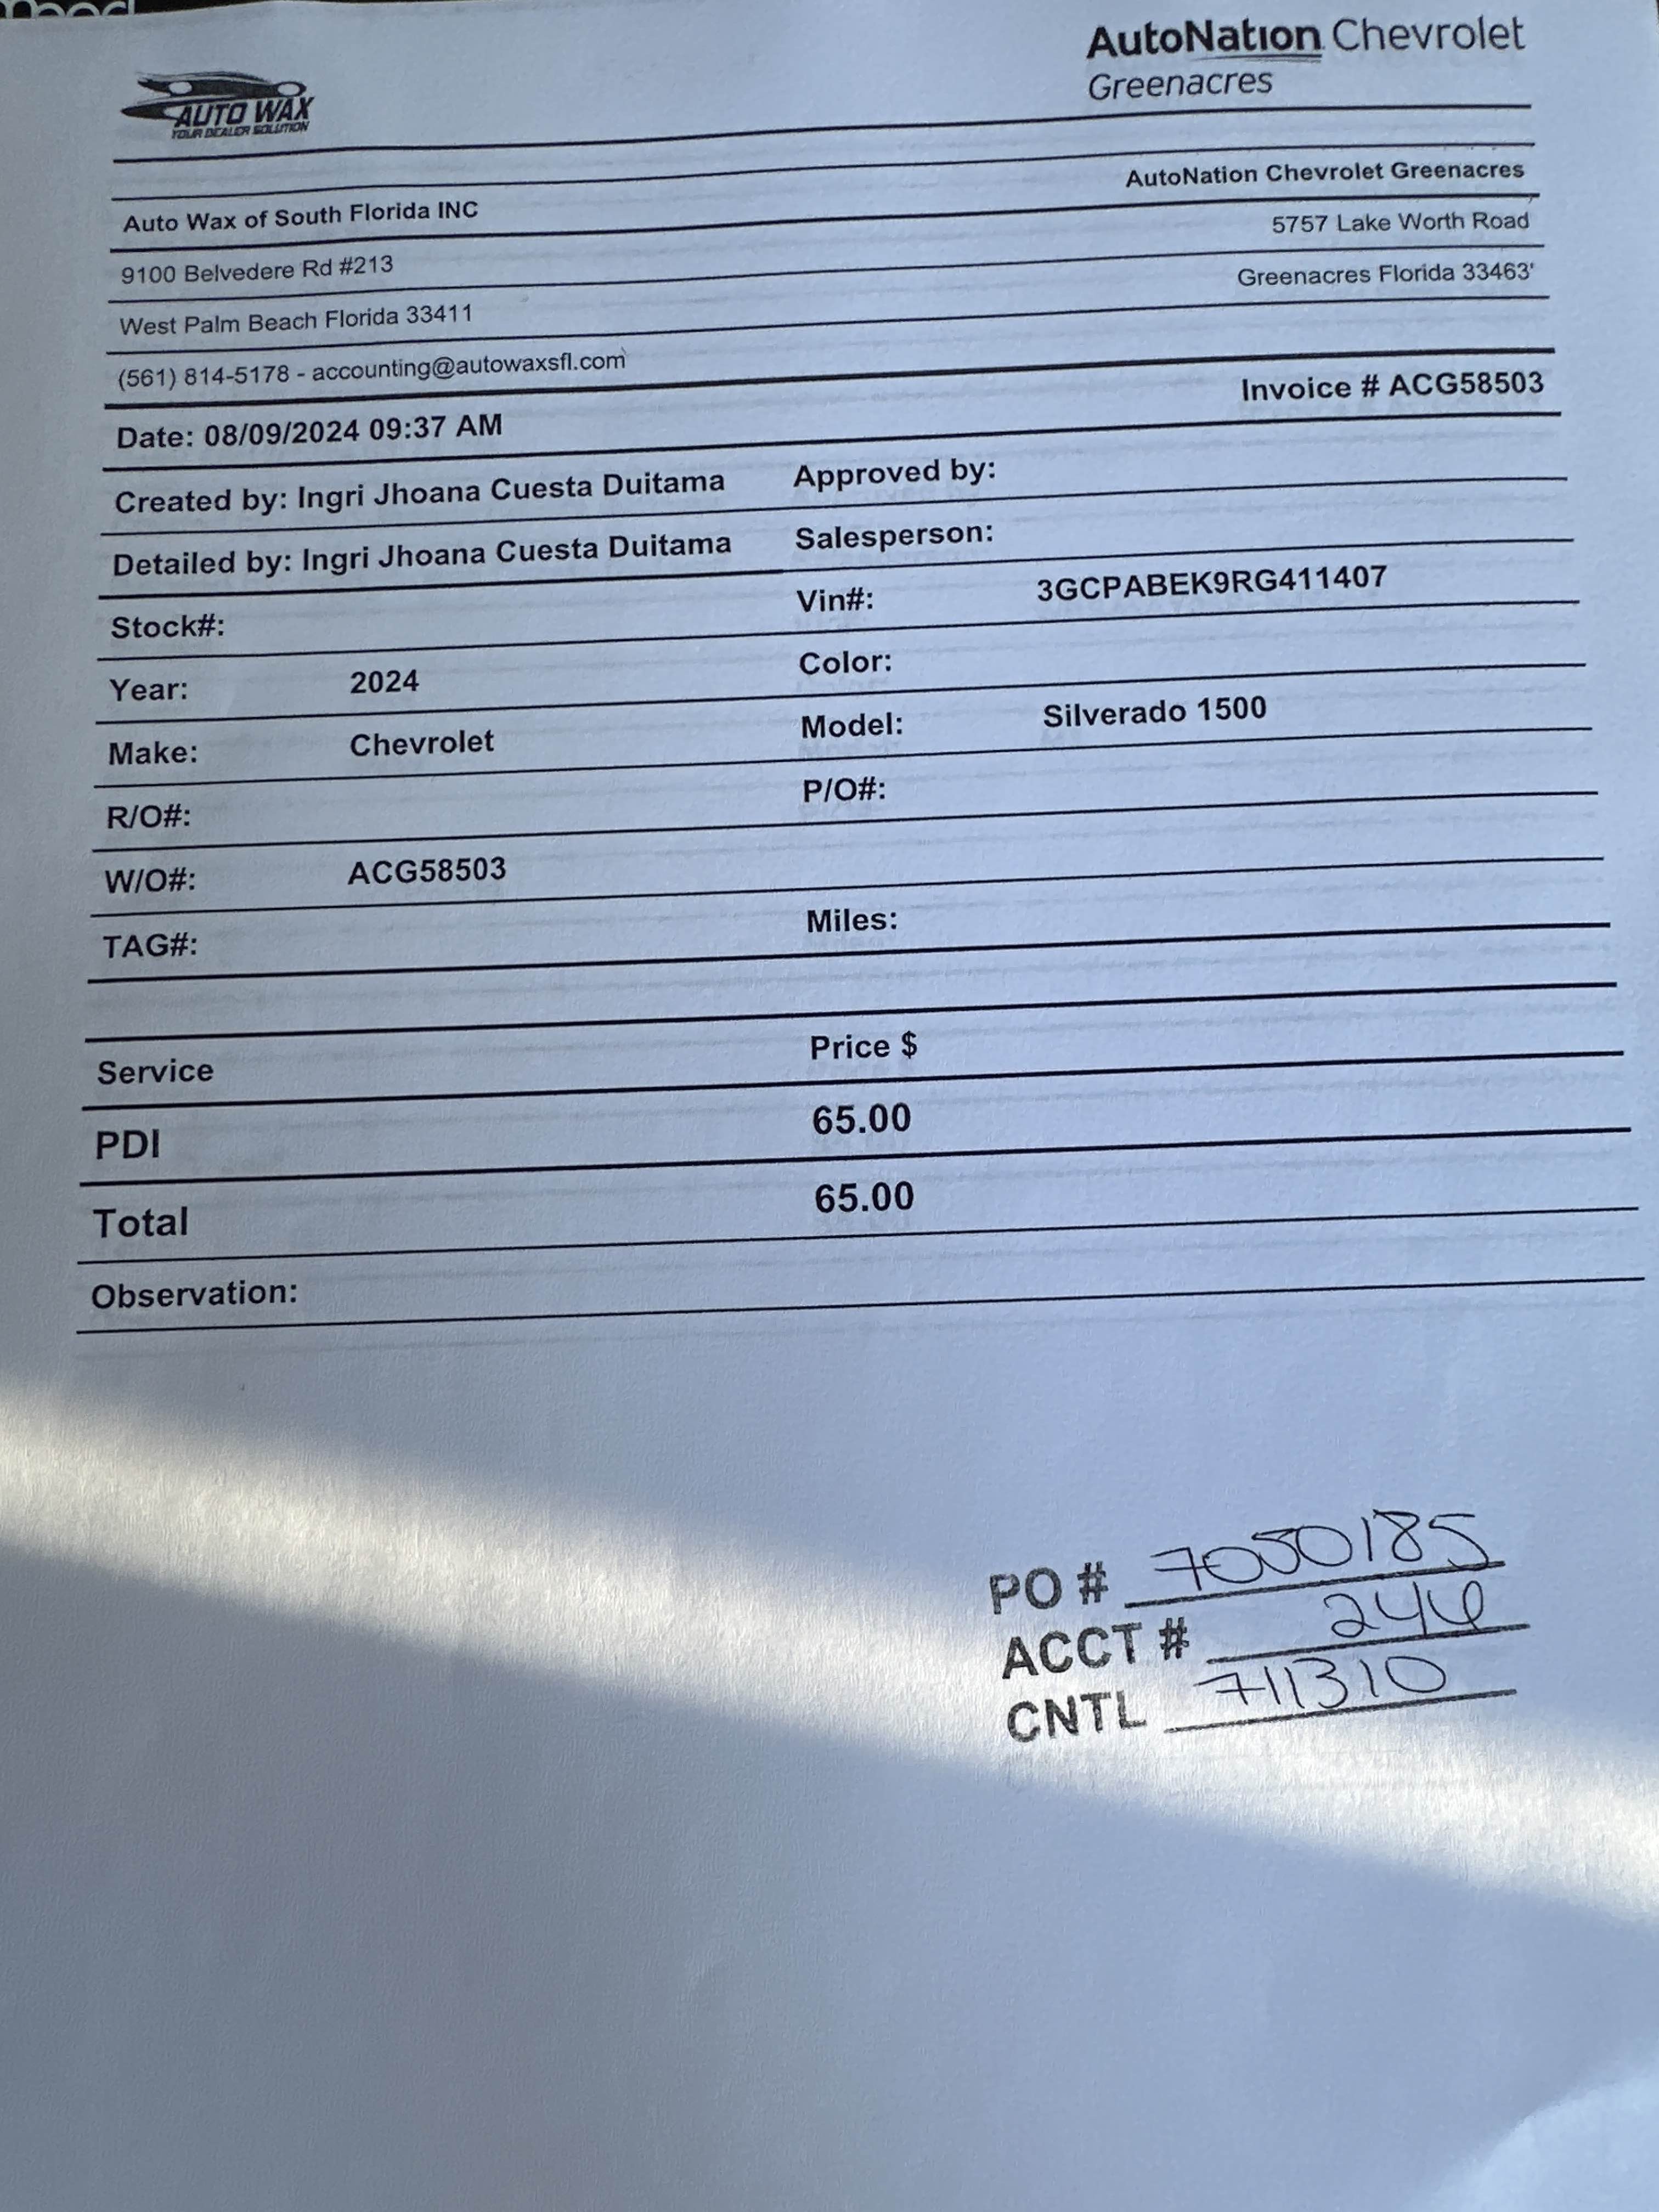 AutoNation Chevrolet
Greenacres
AUTO WAX
YOUR DEALER SOLUTION
AutoNation Chevrolet Greenacres
Auto Wax of South Florida INC
5757 Lake Worth Road
9100 Belvedere Rd #213
Greenacres Florida 33463'
West Palm Beach Florida 33411
(561) 814-5178 - accounting@autowaxsfl.com
Invoice # ACG58503
Date: 08/09/2024 09:37 AM
Created by: Ingri Jhoana Cuesta Duitama Approved by:
Detailed by: Ingri Jhoana Cuesta Duitama Salesperson:
Stock#: Vin#: 3GCPABEK9RG411407
Year: 2024 Color:
Make: Chevrolet Model: Silverado 1500
R/O#: P/O#:
W/O#: ACG58503
TAG#: Miles:
Service Price $
PDI 65.00
Total 65.00
Observation:
PO # 7050185
ACCT # 246
CNTL 711310